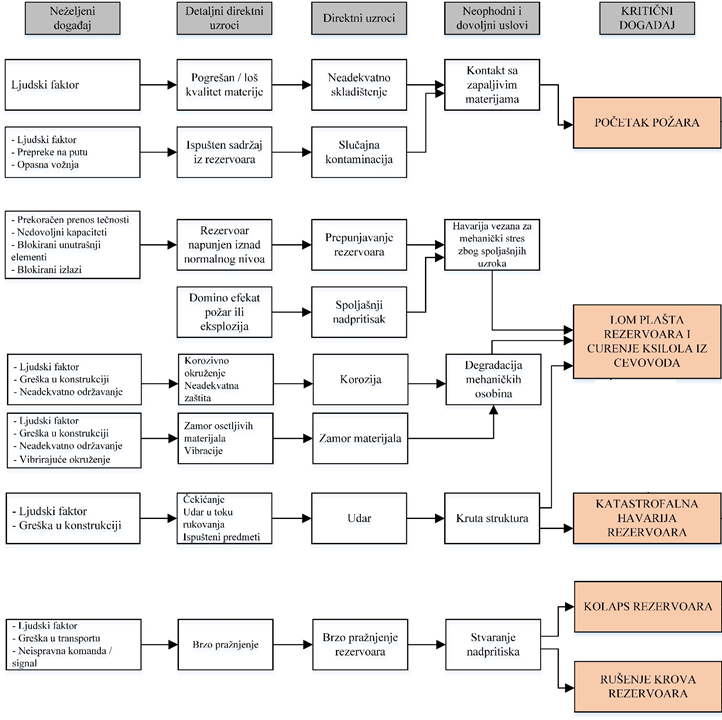 Neželjeni
događaj
Detaljni direktni
uzroci
Direktni uzroci
Neophodni i
dovoljni uslovi
KRITIČNI
DOGAĐAJ
Ljudski faktor
Pogrešan / loš
kvalitet materije
Neadekvatno
skladištenje
Kontakt sa
zapaljivim
materijama
POČETAK POŽARA
- Ljudski faktor
- Prepreke na putu
- Opasna vožnja
Ispušten sadržaj
iz rezervoara
Slučajna
kontaminacija
- Prekoračen prenos tečnosti
- Nedovoljni kapaciteti
- Blokirani unutrašnji
elementi
- Blokirani izlazi
Rezervoar
napunjen iznad
normalnog nivoa
Prepunjavanje
rezervoara
Havarija vezana za
mehanički stres
zbog spoljašnjih
uzroka
Domino efekat
požar ili
eksplozija
Spoljašnji
nadpritisak
LOM PLAŠTA
REZERVOARA I
CURENJE KSILOLA IZ
CEVOVODA
- Ljudski faktor
- Greška u konstrukciji
- Neadekvatno održavanje
Korozivno
okruženje
Neadekvatna
zaštita
Korozija
Degradacija
mehaničkih
osobina
- Ljudski faktor
- Greška u konstrukciji
- Neadekvatno održavanje
- Vibrirajuće okruženje
Zamor osetljivih
materijala
Vibracije
Zamor materijala
- Ljudski faktor
- Greška u konstrukciji
Čekićanje
Udar u toku
rukovanja
Ispušteni predmeti
Udar
Kruta struktura
KATASTROFALNA
HAVARIJA
REZERVOARA
- Ljudski faktor
- Greška u transportu
- Neispravna komanda /
signal
Brzo pražnjenje
Brzo pražnjenje
rezervoara
Stvaranje
nadpritiska
KOLAPS REZERVOARA
RUŠENJE KROVA
REZERVOARA